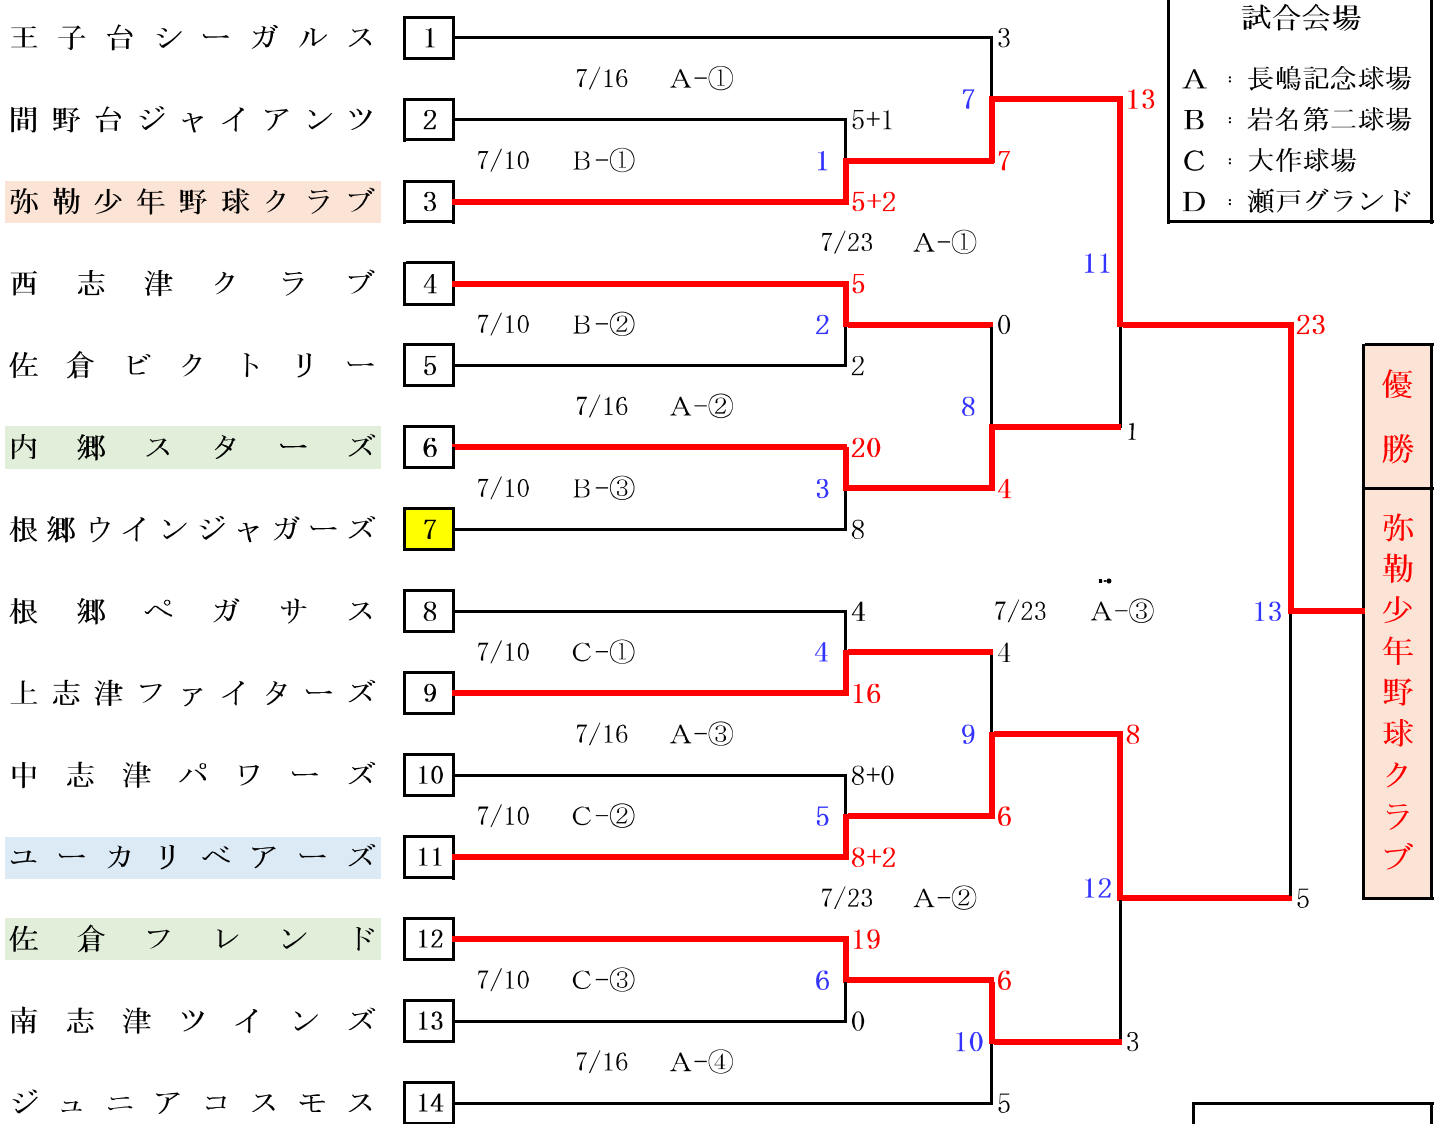 試合会場
A : 長嶋記念球場
B : 岩名第二球場
C : 大作球場
D : 瀬戸グランド
王子台シーガルス 1 3
7/16 A-① 7 13
間野台ジャイアンツ 2 5+1
7/10 B-① 1 7
弥勒少年野球クラブ 3 5+2
7/23 A-① 11
西志津クラブ 4 5
7/10 B-② 2 0 23
佐倉ビクトリー 5 2
7/16 A-② 8 1
内郷スターズ 6 20
7/10 B-③ 3 4
根郷ウインジャガーズ 7 8
根郷ペガサス 8 4 7/23 A-③ 13
7/10 C-① 4 4
上志津ファイターズ 9 16
7/16 A-③ 9 8
中志津パワーズ 10 8+0
7/10 C-② 5 6
ユーカリベアーズ 11 8+2
7/23 A-② 12 5
佐倉フレンド 12 19
7/10 C-③ 6 6
南志津ツインズ 13 0
7/16 A-④ 10 3
ジュニアコスモス 14 5
優勝
弥勒少年野球クラブ